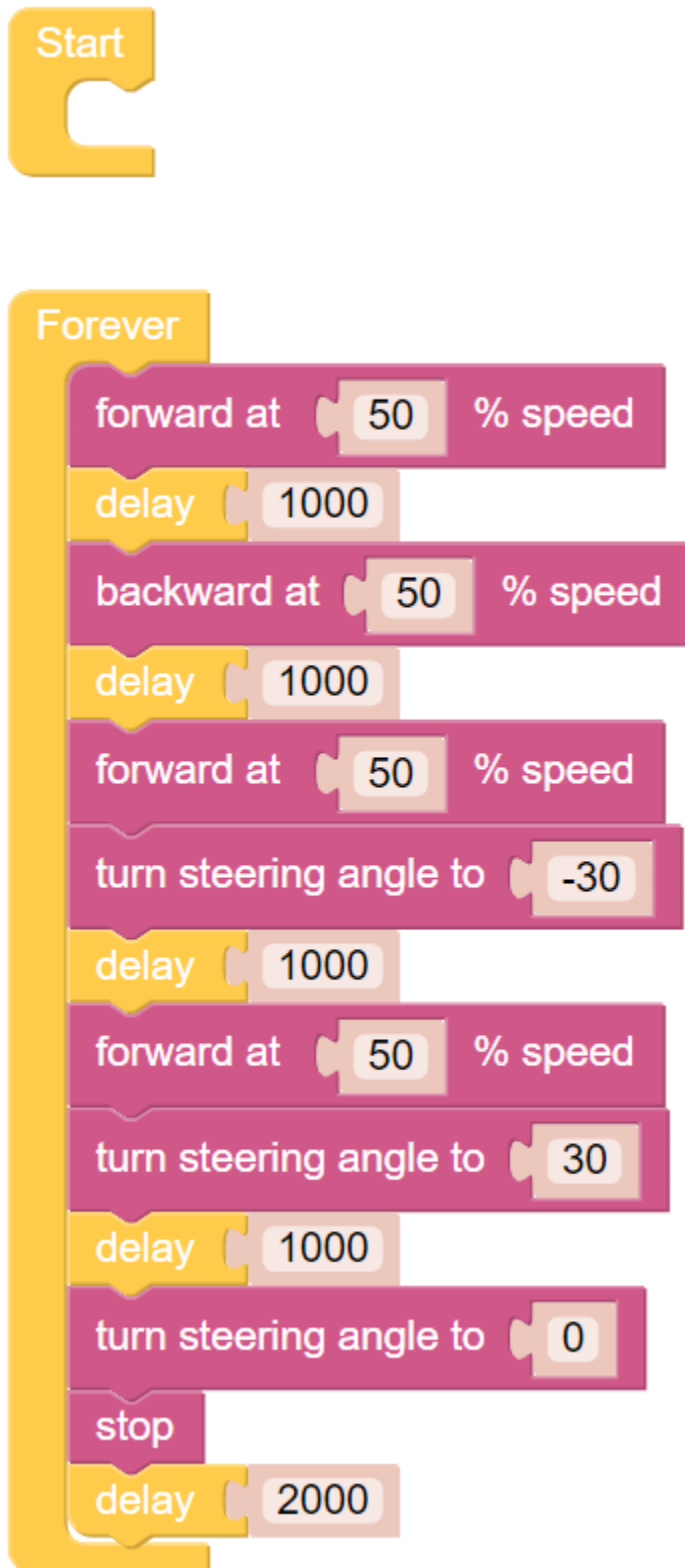 Start
Forever
forward at 50 % speed
delay 1000
backward at 50 % speed
delay 1000
forward at 50 % speed
turn steering angle to -30
delay 1000
forward at 50 % speed
turn steering angle to 30
delay 1000
turn steering angle to 0
stop
delay 2000